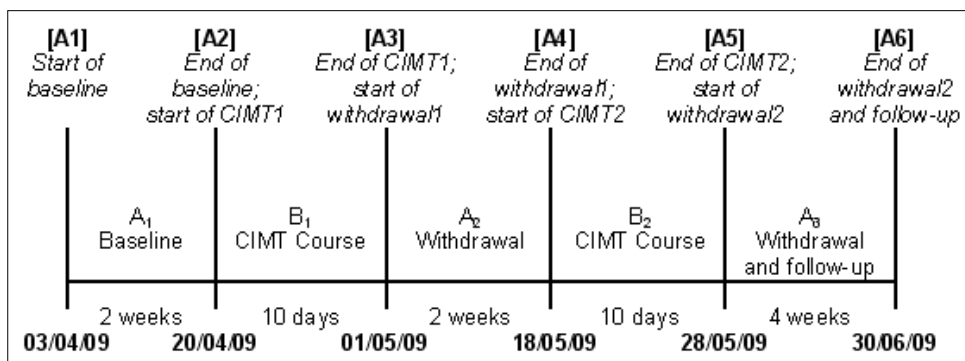 [A1] [A2] [A3] [A4] [A5] [A6]
Start of End of End of CIMT1; End of End of CIMT2; End of
baseline baseline; start of withdrawal1; start of withdrawal2
start of CIMT1 withdrawal1 start of CIMT2 withdrawal2 and follow-up
A1 B1 A2 B2 A3
Baseline CIMT Course Withdrawal CIMT Course Withdrawal
and follow-up
2 weeks 10 days 2 weeks 10 days 4 weeks
03/04/09 20/04/09 01/05/09 18/05/09 28/05/09 30/06/09